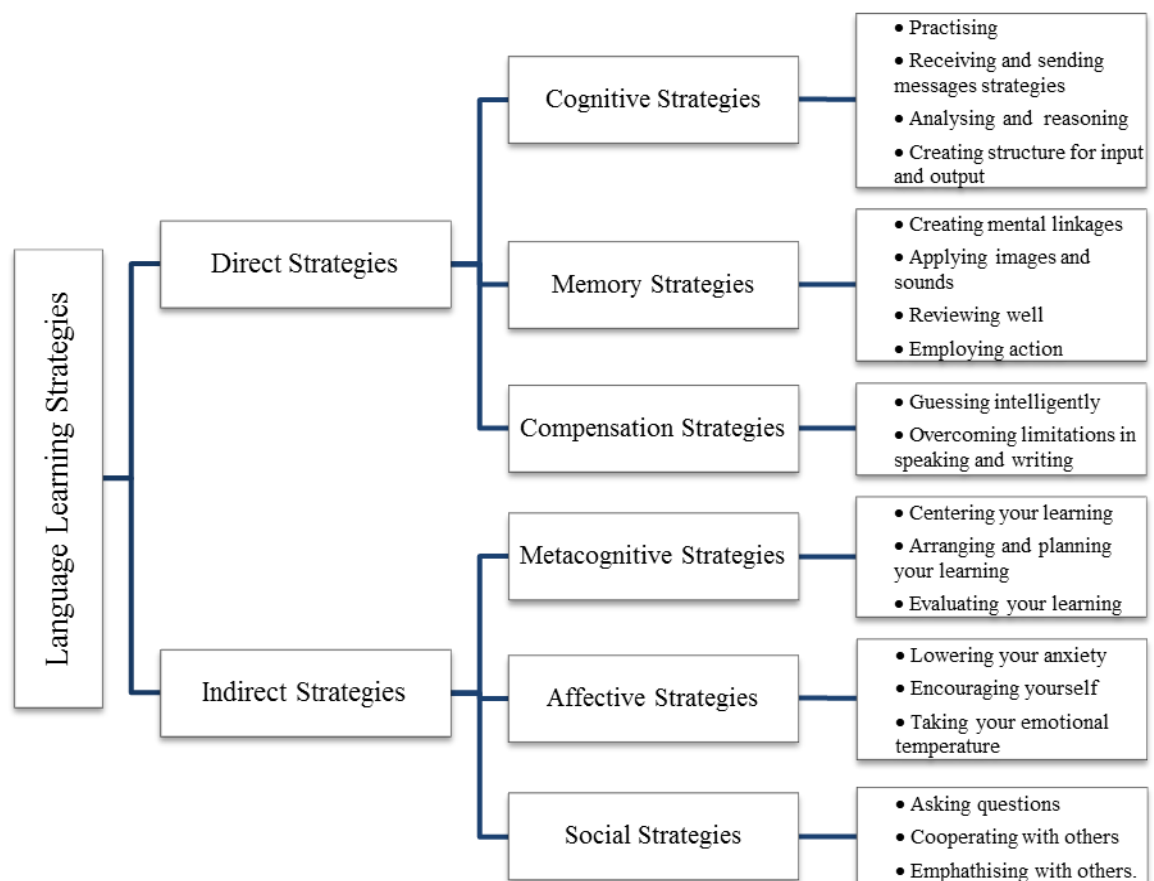 Language Learning Strategies
Direct Strategies
Cognitive Strategies
• Practising
• Receiving and sending
messages strategies
• Analysing and reasoning
• Creating structure for input
and output
Memory Strategies
• Creating mental linkages
• Applying images and
sounds
• Reviewing well
• Employing action
Compensation Strategies
• Guessing intelligently
• Overcoming limitations in
speaking and writing
Indirect Strategies
Metacognitive Strategies
• Centering your learning
• Arranging and planning
your learning
• Evaluating your learning
Affective Strategies
• Lowering your anxiety
• Encouraging yourself
• Taking your emotional
temperature
Social Strategies
• Asking questions
• Cooperating with others
• Emphathising with others.